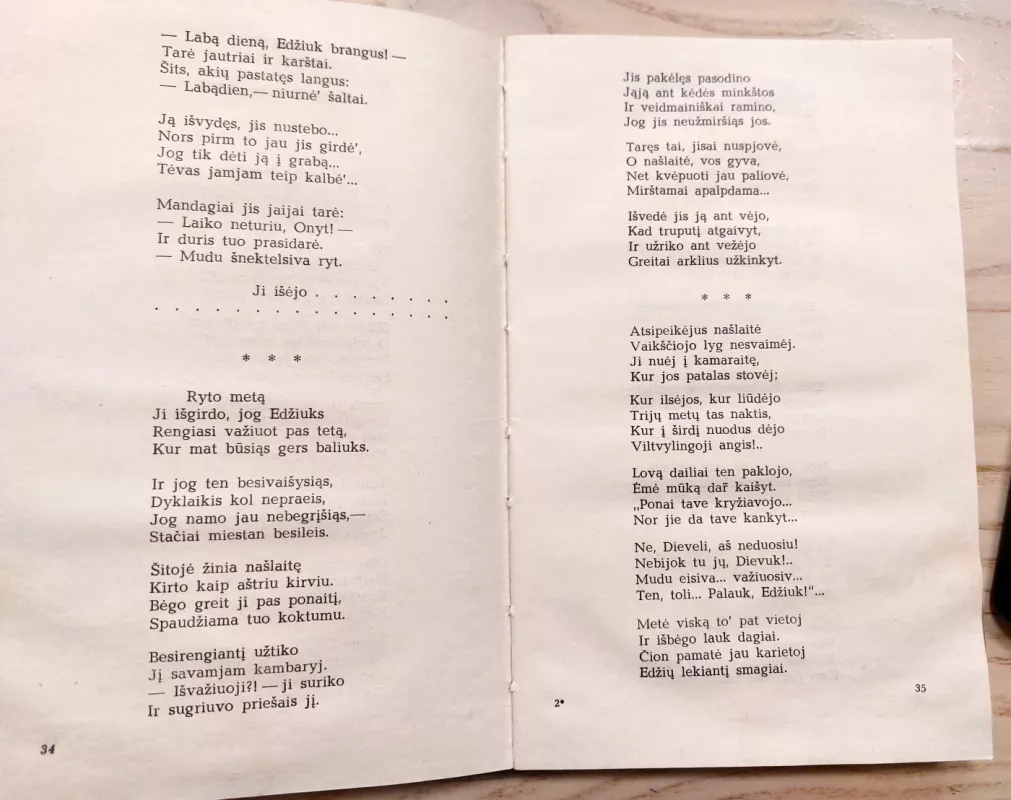 — Labą dieną, Edžiuk brangus! —
Tarė jautriai ir karštai.
Šits, akių pastatęs langus:
— Labądien,— niurnė' šaltai.
Ją išvydęs, jis nustebo...
Nors pirm to jau jis girdė',
Jog tik dėti ją į grabą...
Tėvas jamjam teip kalbė'...
Mandagiai jis jaijai tarė:
— Laiko neturiu, Onyt! —
Ir duris tuo prasidarė.
— Mudu šnektelsiva ryt.
Ji išėjo . . . . . . . .
. . . . . . . . . . . . . . . .
* * *
Ryto metą
Ji išgirdo, jog Edžiuks
Rengiasi važiuot pas tetą,
Kur mat būsiąs gers baliuks.
Ir jog ten besivaišysiąs,
Dyklaikis kol nepraeis,
Jog namo jau nebegrįšiąs,—
Stačiai miestan besileis.
Šitojė žinia našlaitę
Kirto kaip aštriu kirviu.
Bėgo greit ji pas ponaitį,
Spaudžiama tuo koktumu.
Besirengiantį užtiko
Jį savamjam kambaryj.
— Išvažiuoji?! — ji suriko
Ir sugriuvo priešais jį.
34
Jis pakėlęs pasodino
Jąją ant kėdės minkštos
Ir veidmainiškai ramino,
Jog jis neužmiršiąs jos.
Taręs tai, jisai nuspjovė,
O našlaitė, vos gyva,
Net kvėpuoti jau paliovė,
Mirštamai apalpdama...
Išvedė jis ją ant vėjo,
Kad truputį atgaivyt,
Ir užriko ant vežėjo
Greitai arklius užkinkyt.
* * *
Atsipeikėjus našlaitė
Vaikščiojo lyg nesvaimėj.
Ji nuėj į kamaraitę,
Kur jos patalas stovėj;
Kur ilsėjos, kur liūdėjo
Trijų metų tas naktis,
Kur į širdį nuodus dėjo
Viltvylingoji angis!..
Lovą dailiai ten paklojo,
Ėmė mūką dar̃ kaišyt.
„Ponai tave kryžiavojo...
Nor jie da tave kankyt...
Ne, Dieveli, aš neduosiu!
Nebijok tu jų, Dievuk!..
Mudu eisiva... važiuosiv...
Ten, toli... Palauk, Edžiuk!"...
Metė viską to' pat vietoj
Ir išbėgo lauk dagiai.
Čion pamatė jau karietoj
Edžių lekiantį smagiai.
2*
35